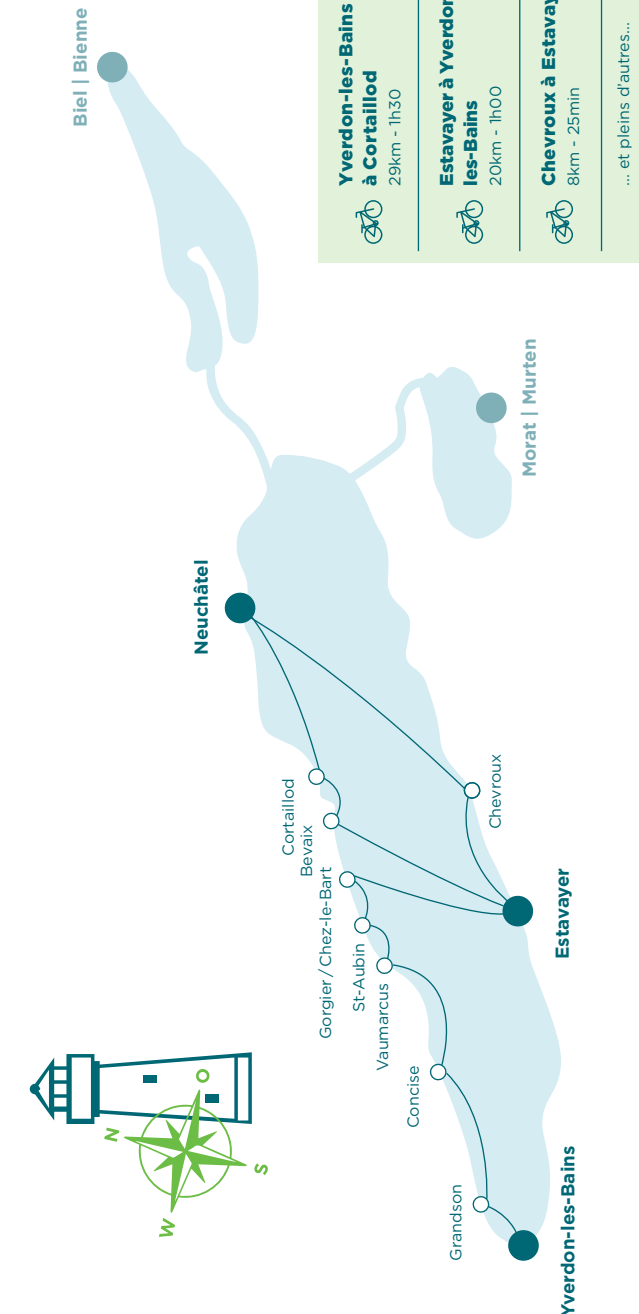 Biel | Bienne
Morat | Murten
Neuchâtel
Cortaillod
Bevaix
Gorgier / Chez-le-Bart
St-Aubin
Vaumarcus
Concise
Grandson
Yverdon-les-Bains
Estavayer
Chevroux
N
O
S
W
Yverdon-les-Bains
à Cortaillod
29km - 1h30
Estavayer à Yverdon
les-Bains
20km - 1h00
Chevroux à Estavay
8km - 25min
... et pleins d'autres...